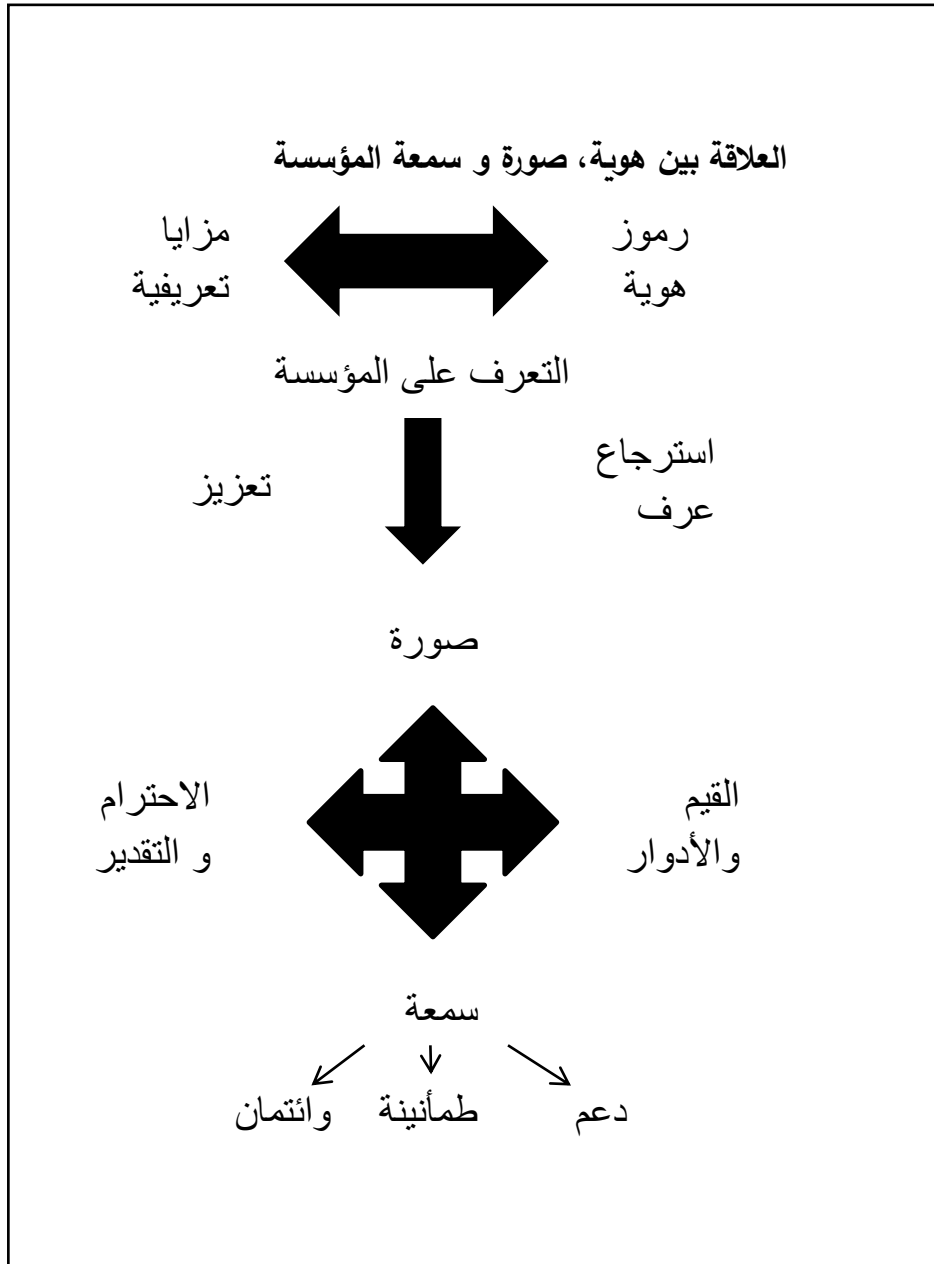 العلاقة بين هوية، صورة و سمعة المؤسسة
رموز
هوية
مزايا
تعريفية
التعرف على المؤسسة
استرجاع
عرف
تعزيز
صورة
القيم
والأدوار
الاحترام
و التقدير
سمعة
دعم طمأنينة وائتمان